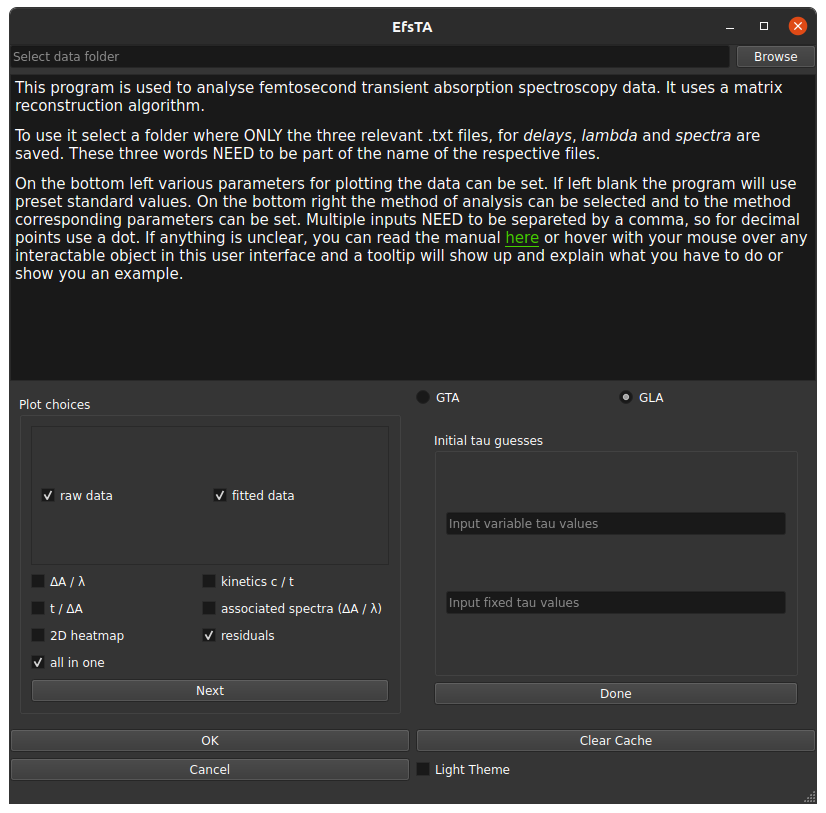 EfsTA
Select data folder
Browse
This program is used to analyse femtosecond transient absorption spectroscopy data. It uses a matrix
reconstruction algorithm.
To use it select a folder where ONLY the three relevant .txt files, for delays, lambda and spectra are
saved. These three words NEED to be part of the name of the respective files.
On the bottom left various parameters for plotting the data can be set. If left blank the program will use
preset standard values. On the bottom right the method of analysis can be selected and to the method
corresponding parameters can be set. Multiple inputs NEED to be separeted by a comma, so for decimal
points use a dot. If anything is unclear, you can read the manual here or hover with your mouse over any
interactable object in this user interface and a tooltip will show up and explain what you have to do or
show you an example.
Plot choices
raw data
fitted data
ΔA / λ
kinetics c / t
t / ΔA
associated spectra (ΔA / λ)
2D heatmap
residuals
all in one
Next
GTA
GLA
Initial tau guesses
Input variable tau values
Input fixed tau values
Done
OK
Clear Cache
Cancel
Light Theme